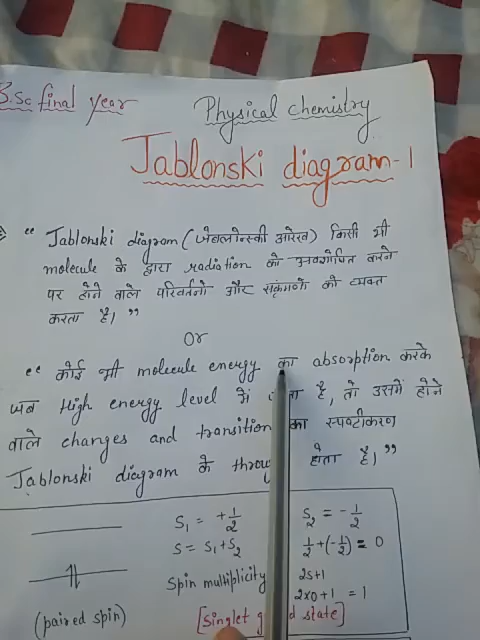 B.Sc final year
Physical chemistry
Jablonski diagram-1
" Jablonski diagram (जेबलोन्स्की आरेख) किसी भी
molecule के द्वारा radiation को अवशोषित करने
पर होने वाले परिवर्तनो और संक्रमणो को व्यक्त
करता है। "
Or
" कोई भी molecule energy का absorption करके
जब High energy level में है, तो उसमें होने
वाले changes and transition का स्पष्टीकरण
Jablonski diagram के होता है। "
S₁ = +1/2 S₂ = -1/2
S = S₁+S₂ 1/2+(-1/2) = 0
Spin multiplicity 2S+1
2x0+1 = 1
(paired spin) [singlet state]